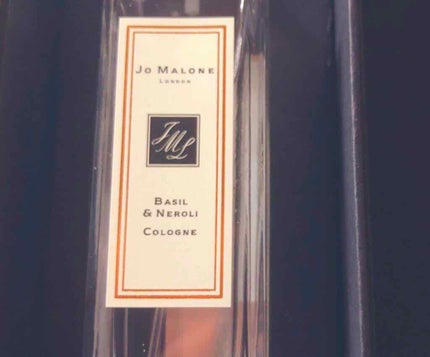 Jo Malone
London
JML
Basil
& Neroli
Cologne